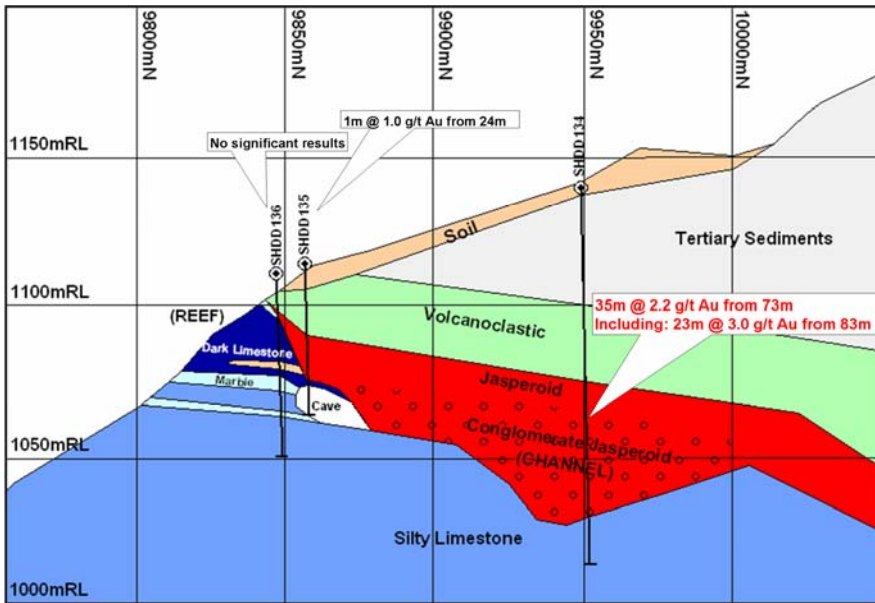 9800mN
9850mN
9900mN
9950mN
10000mN
1m @ 1.0 g/t Au from 24m
No significant results
1150mRL
SHDD134
SHDD136
SHDD135
Soil
Tertiary Sediments
1100mRL
35m @ 2.2 g/t Au from 73m
Including: 23m @ 3.0 g/t Au from 83m
(REEF)
Volcanoclastic
Dark Limestone
Marble
Jasperoid
Cave
Conglomerate Jasperoid
(CHANNEL)
1050mRL
Silty Limestone
1000mRL